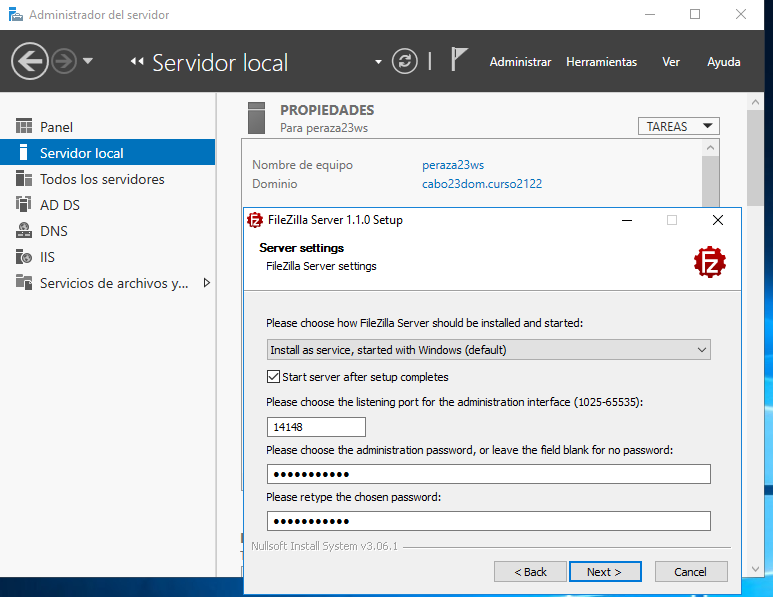 Administrador del servidor
Servidor local
Administrar Herramientas Ver Ayuda
Panel
Servidor local
Todos los servidores
AD DS
DNS
IIS
Servicios de archivos y...
PROPIEDADES
Para peraza23ws
TAREAS
Nombre de equipo peraza23ws
Dominio cabo23dom.curso2122
FileZilla Server 1.1.0 Setup
Server settings
FileZilla Server settings
Please choose how FileZilla Server should be installed and started:
Install as service, started with Windows (default)
Start server after setup completes
Please choose the listening port for the administration interface (1025-65535):
14148
Please choose the administration password, or leave the field blank for no password:
●●●●●●●●●●●
Please retype the chosen password:
●●●●●●●●●●●
Nullsoft Install System v3.06.1
< Back Next > Cancel